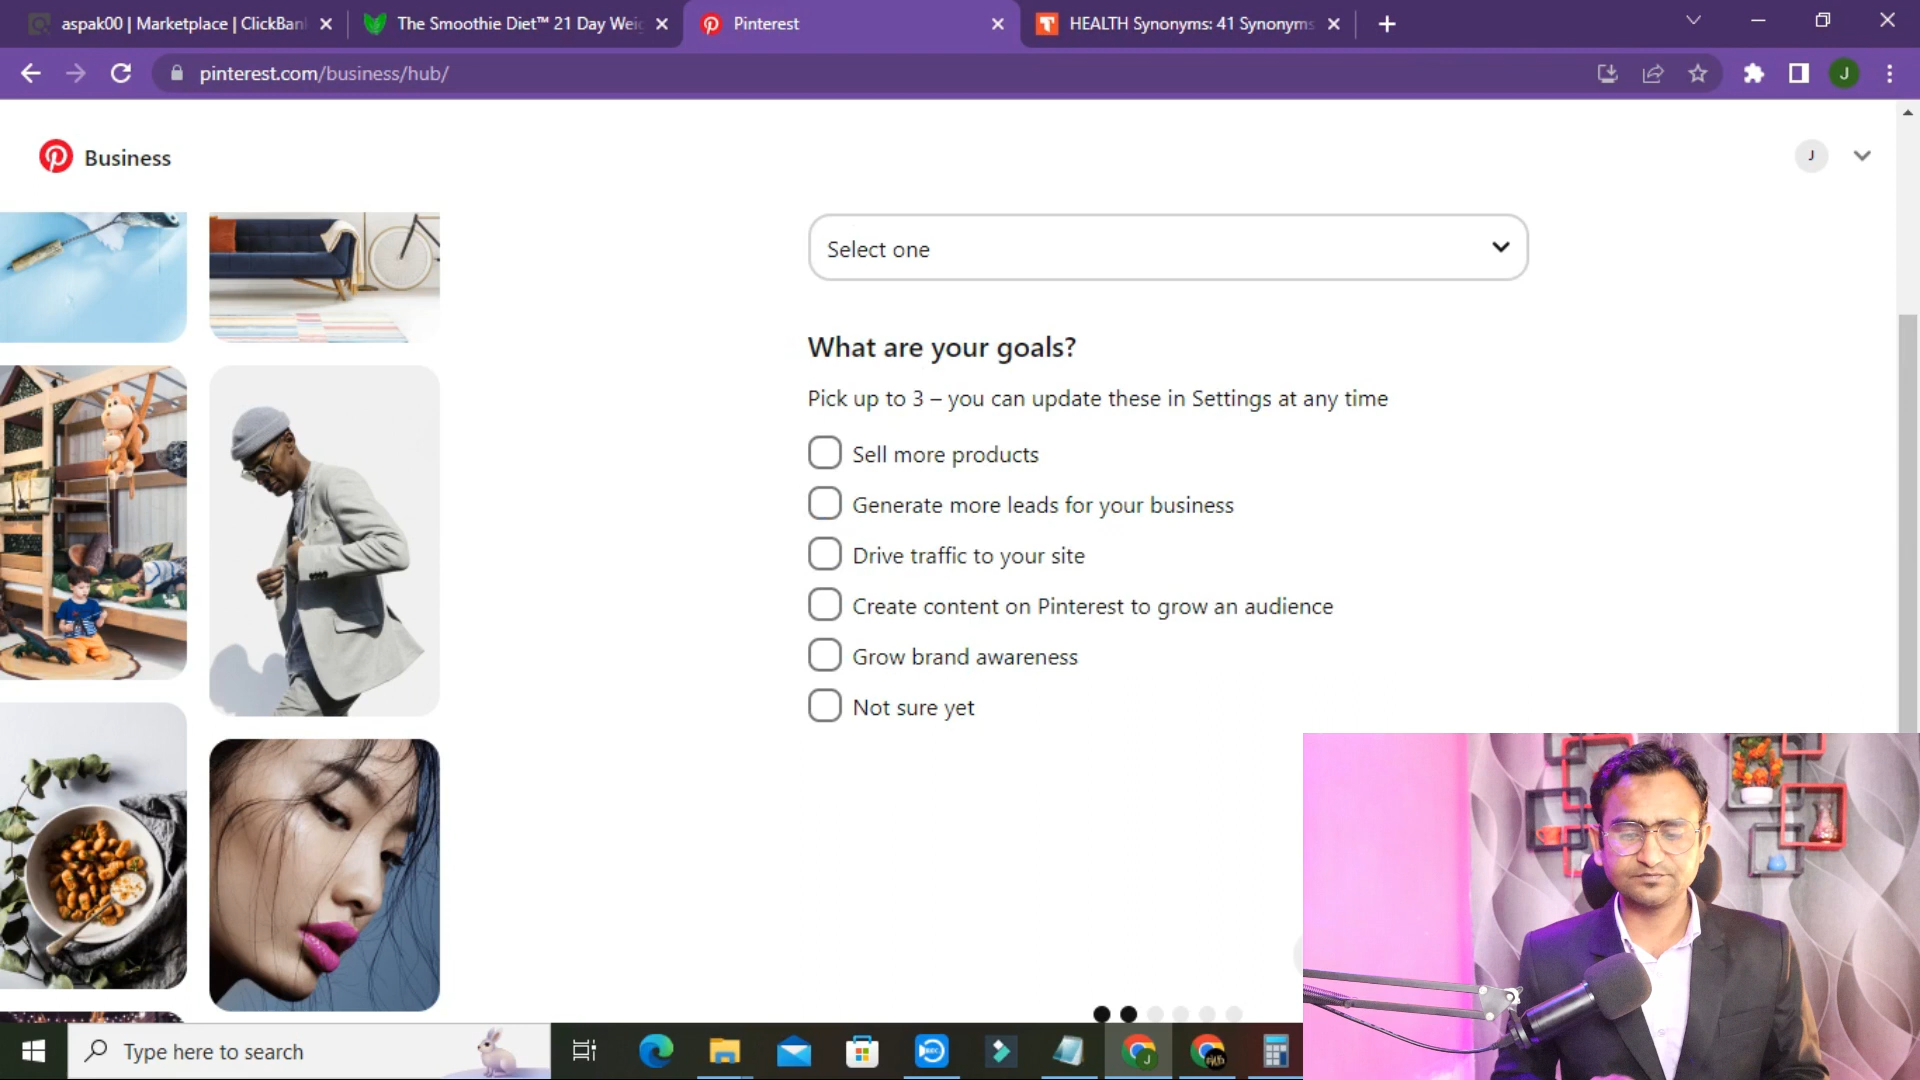 aspak00 | Marketplace | ClickBan
The Smoothie Diet™ 21 Day Wei
Pinterest
HEALTH Synonyms: 41 Synonyms
pinterest.com/business/hub/
J
Business
J
Select one
What are your goals?
Pick up to 3 – you can update these in Settings at any time
Sell more products
Generate more leads for your business
Drive traffic to your site
Create content on Pinterest to grow an audience
Grow brand awareness
Not sure yet
Type here to search
REC
J